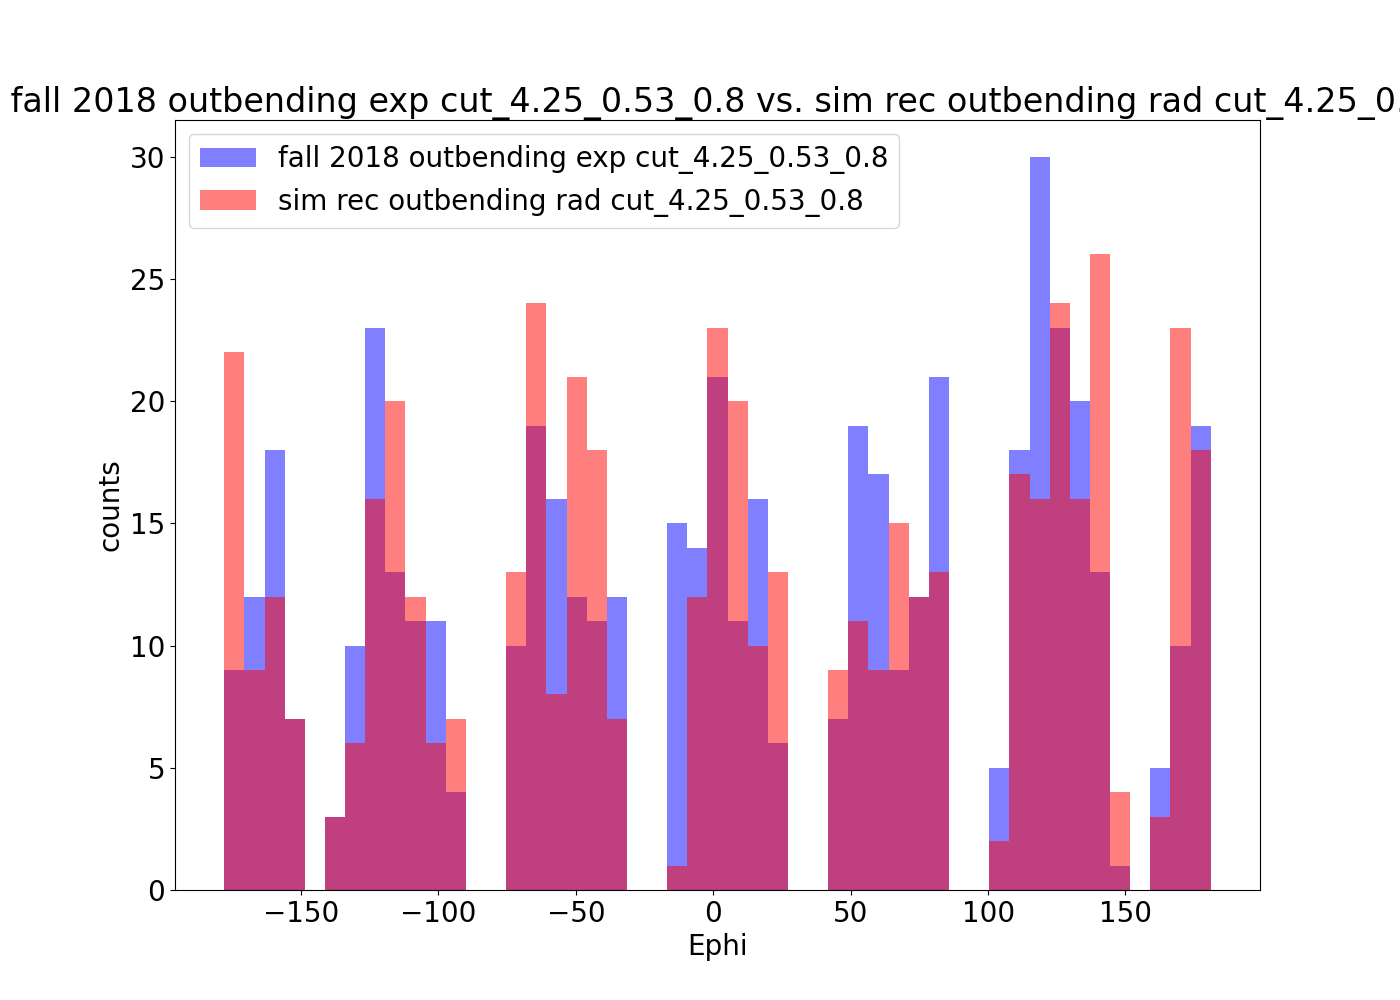 fall 2018 outbending exp cut_4.25_0.53_0.8 vs. sim rec outbending rad cut_4.25_0.
fall 2018 outbending exp cut_4.25_0.53_0.8
sim rec outbending rad cut_4.25_0.53_0.8
30
25
20
15
10
5
0
counts
−150
−100
−50
0
50
100
150
Ephi